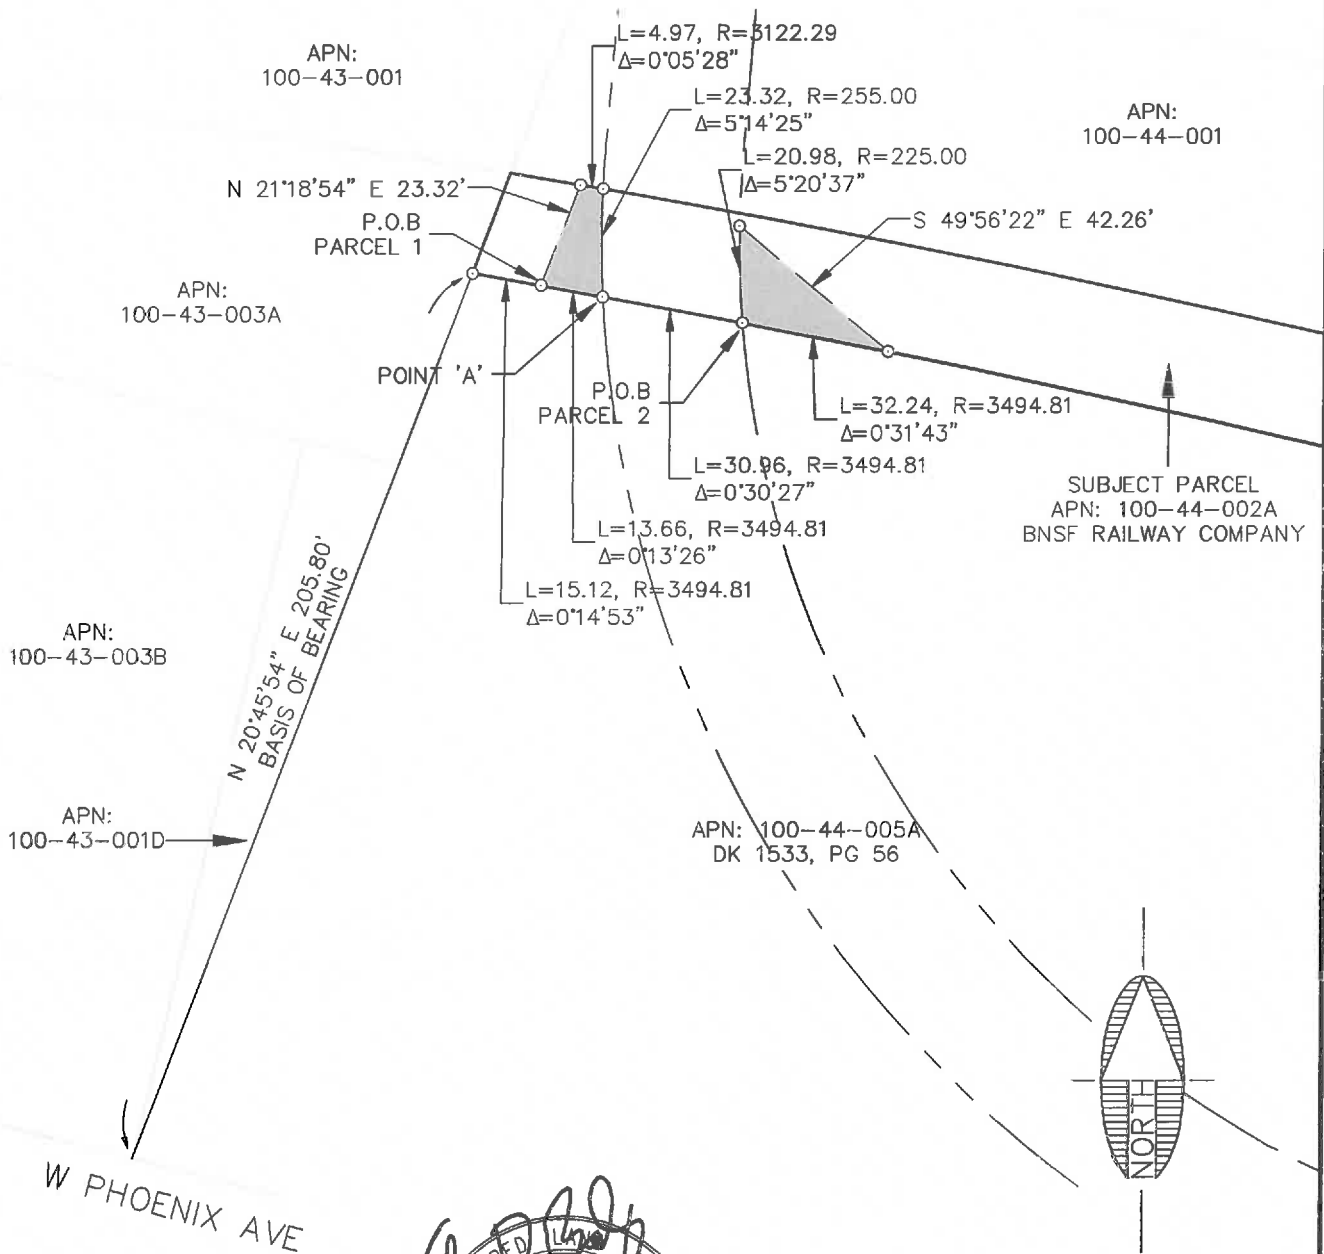 L=4.97, R=3122.29
Δ=0°05'28"
APN:
100-43-001
L=23.32, R=255.00
Δ=5°14'25"
APN:
100-44-001
L=20.98, R=225.00
Δ=5°20'37"
N 21°18'54" E 23.32'
P.O.B
PARCEL 1
S 49°56'22" E 42.26'
APN:
100-43-003A
POINT 'A'
P.O.B
PARCEL 2
L=32.24, R=3494.81
Δ=0°31'43"
L=30.96, R=3494.81
Δ=0°30'27"
SUBJECT PARCEL
APN: 100-44-002A
BNSF RAILWAY COMPANY
L=13.66, R=3494.81
Δ=0°13'26"
L=15.12, R=3494.81
Δ=0°14'53"
N 20°45'54" E 205.80'
BASIS OF BEARING
APN:
100-43-003B
APN:
100-43-001D
APN: 100-44-005A
DK 1533, PG 56
NORTH
W PHOENIX AVE